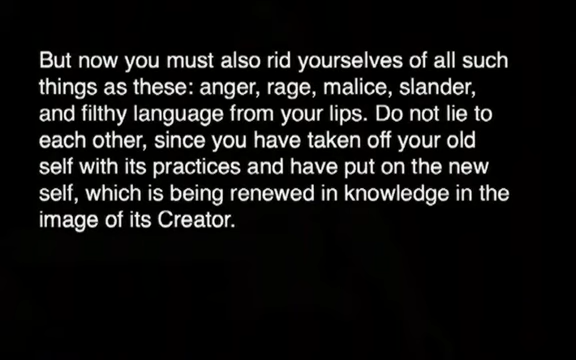 But now you must also rid yourselves of all such
things as these: anger, rage, malice, slander,
and filthy language from your lips. Do not lie to
each other, since you have taken off your old
self with its practices and have put on the new
self, which is being renewed in knowledge in the
image of its Creator.